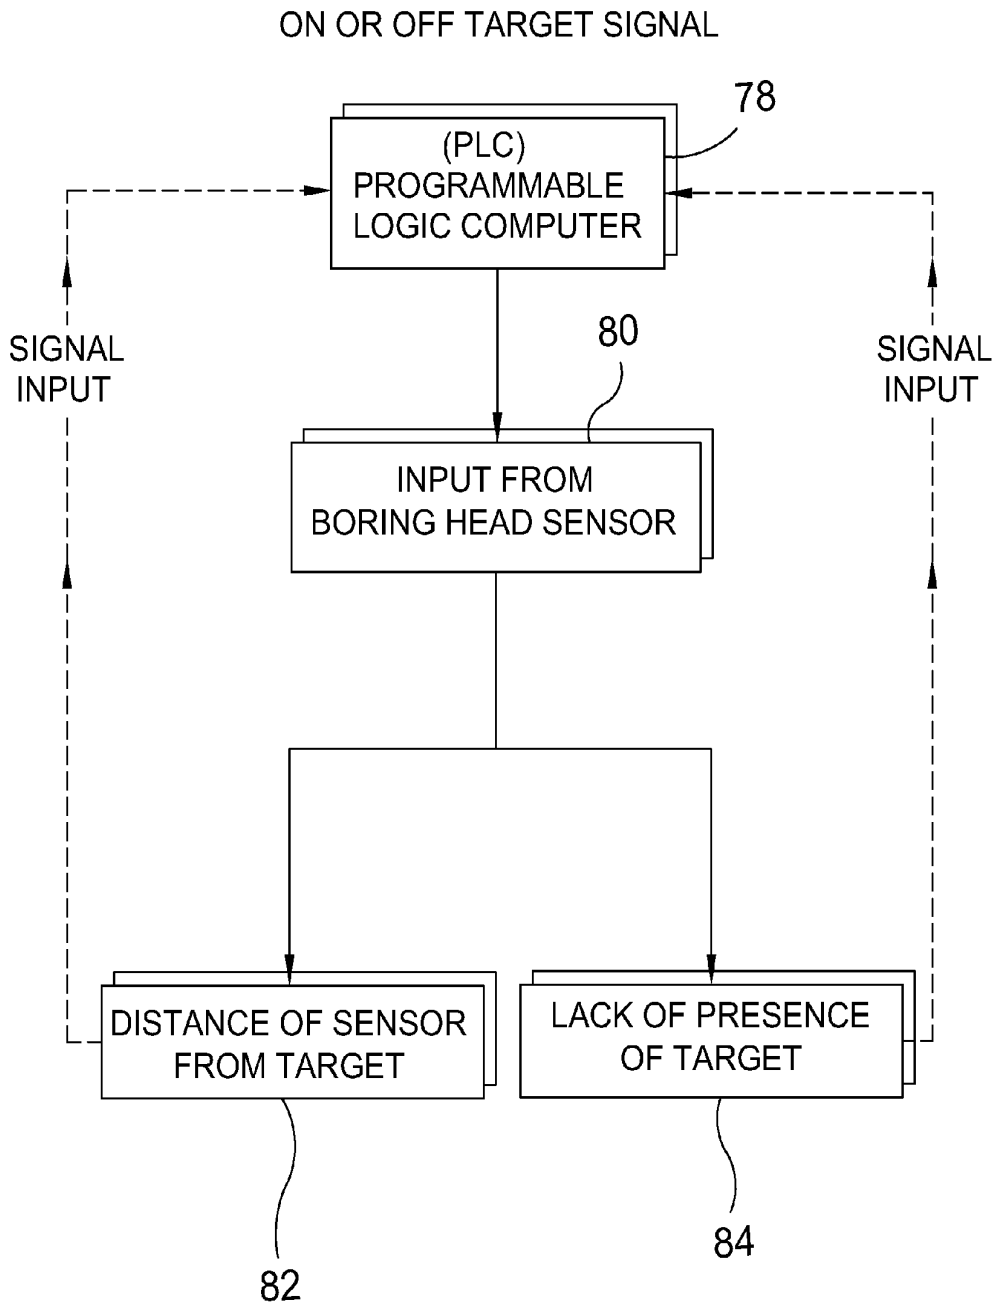 ON OR OFF TARGET SIGNAL
78
(PLC)
PROGRAMMABLE
LOGIC COMPUTER
80
SIGNAL
INPUT
SIGNAL
INPUT
INPUT FROM
BORING HEAD SENSOR
DISTANCE OF SENSOR
FROM TARGET
LACK OF PRESENCE
OF TARGET
82
84